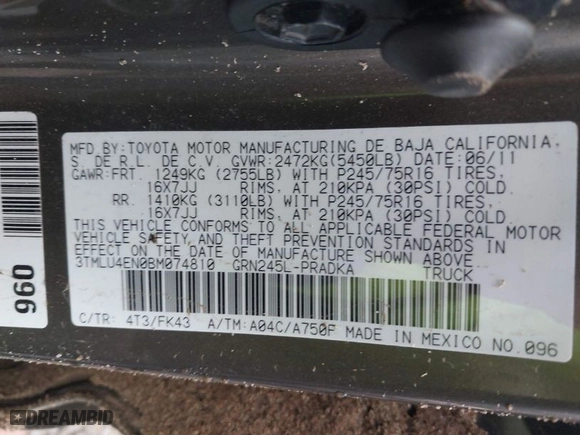 MFD.BY:TOYOTA MOTOR MANUFACTURING DE BAJA CALIFORNIA,
S. DE R.L. DE C.V. GVWR:2472KG(5450LB) DATE:06/11
GAWR:FRT. 1249KG (2755LB) WITH P245/75R16 TIRES,
16X7JJ RIMS, AT 210KPA (30PSI) COLD.
RR. 1410KG (3110LB) WITH P245/75R16 TIRES,
16X7JJ RIMS, AT 210KPA (30PSI) COLD.
THIS VEHICLE CONFORMS TO ALL APPLICABLE FEDERAL MOTOR
VEHICLE SAFETY, AND THEFT PREVENTION STANDARDS IN
EFFECT ON THE DATE OF MANUFACTURE SHOWN ABOVE.
3TMLU4EN0BM074810 GRN245L-PRADKA TRUCK
C/TR: 4T3/FK43 A/TM:A04C/A750F MADE IN MEXICO NO.096
960
DREAMBID